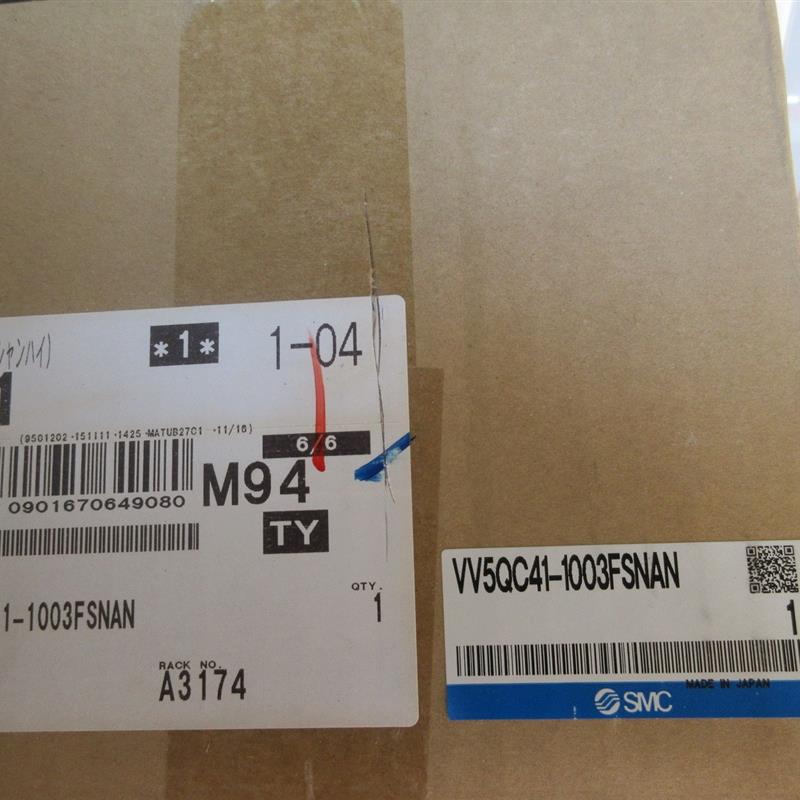 シャンハイ)
*1* 1-04
1
(9501202 -151111 -1425 -MATUB27C1 -11/16)
6/6
0901670649080
M94
TY
1-1003FSNAN
QTY.
1
RACK NO.
A3174
VV5QC41-1003FSNAN
1
MADE IN JAPAN
SMC